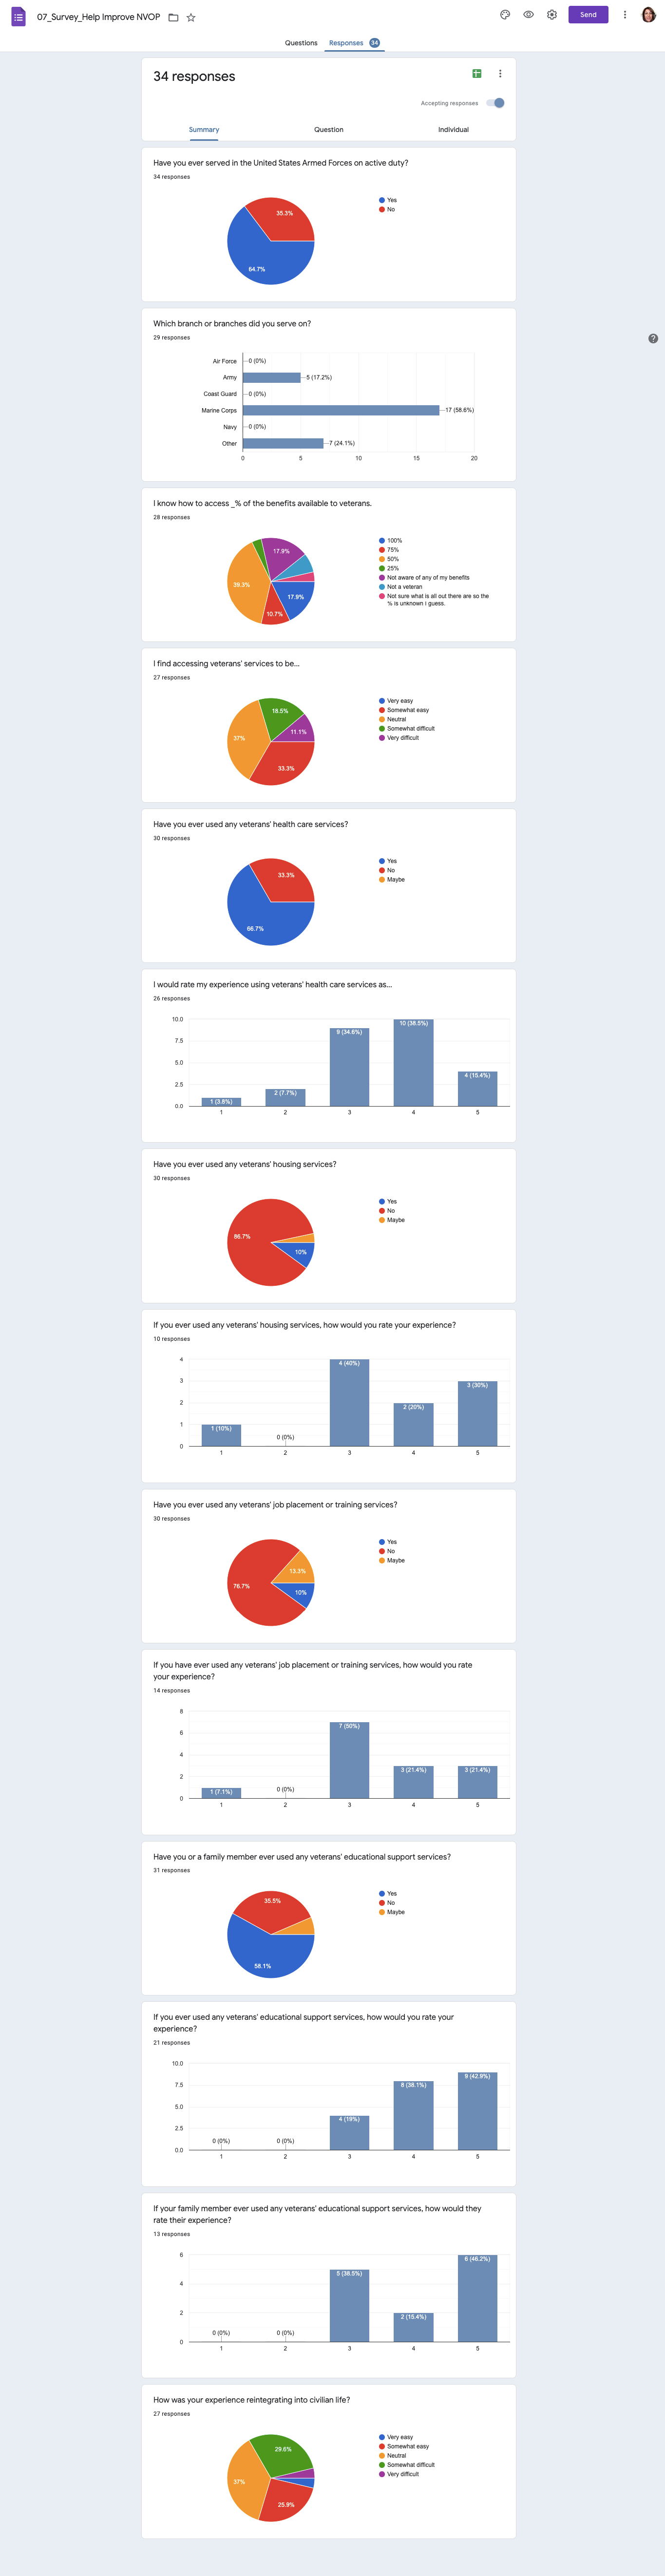 07_Survey_Help Improve NVOP
Send
Questions
Responses 34
34 responses
Accepting responses
Summary
Question
Individual
Have you ever served in the United States Armed Forces on active duty?
34 responses
35.3%
64.7%
Yes
No
Which branch or branches did you serve on?
29 responses
Air Force
0 (0%)
Army
5 (17.2%)
Coast Guard
0 (0%)
Marine Corps
17 (58.6%)
Navy
0 (0%)
Other
7 (24.1%)
0 5 10 15 20
I know how to access _% of the benefits available to veterans.
28 responses
17.9%
39.3%
17.9%
10.7%
100%
75%
50%
25%
Not aware of any of my benefits
Not a veteran
Not sure what is all out there are so the
% is unknown I guess.
I find accessing veterans' services to be...
27 responses
18.5%
11.1%
37%
33.3%
Very easy
Somewhat easy
Neutral
Somewhat difficult
Very difficult
Have you ever used any veterans' health care services?
30 responses
33.3%
66.7%
Yes
No
Maybe
I would rate my experience using veterans' health care services as...
26 responses
10.0
7.5
5.0
2.5
0.0
1 (3.8%)
2 (7.7%)
9 (34.6%)
10 (38.5%)
4 (15.4%)
1 2 3 4 5
Have you ever used any veterans' housing services?
30 responses
86.7%
10%
Yes
No
Maybe
If you ever used any veterans' housing services, how would you rate your experience?
10 responses
4
3
2
1
0
1 (10%)
0 (0%)
4 (40%)
2 (20%)
3 (30%)
1 2 3 4 5
Have you ever used any veterans' job placement or training services?
30 responses
13.3%
76.7%
10%
Yes
No
Maybe
If you have ever used any veterans' job placement or training services, how would you rate
your experience?
14 responses
8
6
4
2
0
1 (7.1%)
0 (0%)
7 (50%)
3 (21.4%)
3 (21.4%)
1 2 3 4 5
Have you or a family member ever used any veterans' educational support services?
31 responses
35.5%
58.1%
Yes
No
Maybe
If you ever used any veterans' educational support services, how would you rate your
experience?
21 responses
10.0
7.5
5.0
2.5
0.0
0 (0%)
0 (0%)
4 (19%)
8 (38.1%)
9 (42.9%)
1 2 3 4 5
If your family member ever used any veterans' educational support services, how would they
rate their experience?
13 responses
6
4
2
0
0 (0%)
0 (0%)
5 (38.5%)
2 (15.4%)
6 (46.2%)
1 2 3 4 5
How was your experience reintegrating into civilian life?
27 responses
29.6%
37%
25.9%
Very easy
Somewhat easy
Neutral
Somewhat difficult
Very difficult